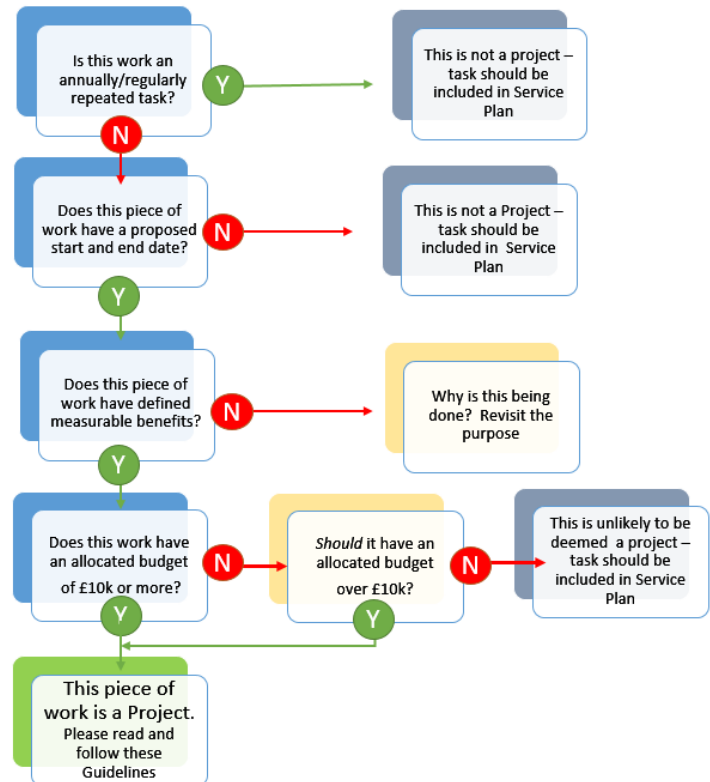 Is this work an
annually/regularly
repeated task?
Y
This is not a project –
task should be
included in Service
Plan
N
Does this piece of
work have a proposed
start and end date?
N
This is not a Project –
task should be
included in Service
Plan
Y
Does this piece of
work have defined
measurable benefits?
N
Why is this being
done? Revisit the
purpose
Y
Does this work have
an allocated budget
of £10k or more?
N
Should it have an
allocated budget
over £10k?
N
This is unlikely to be
deemed a project –
task should be
included in Service
Plan
Y
Y
This piece of
work is a Project.
Please read and
follow these
Guidelines